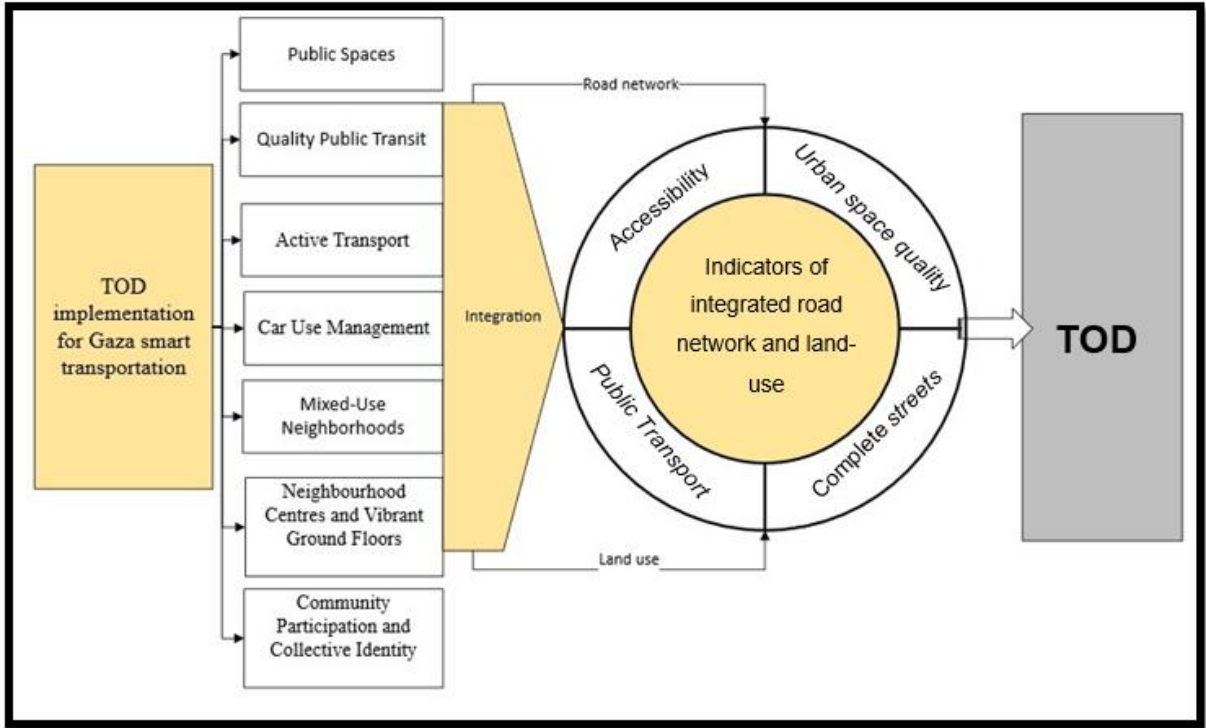 TOD
implementation
for Gaza smart
transportation
Public Spaces
Quality Public Transit
Active Transport
Car Use Management
Mixed-Use
Neighborhoods
Neighbourhood
Centres and Vibrant
Ground Floors
Community
Participation and
Collective Identity
Integration
Road network
Land use
Accessibility
Urban space quality
Public Transport
Complete streets
Indicators of
integrated road
network and land-
use
TOD